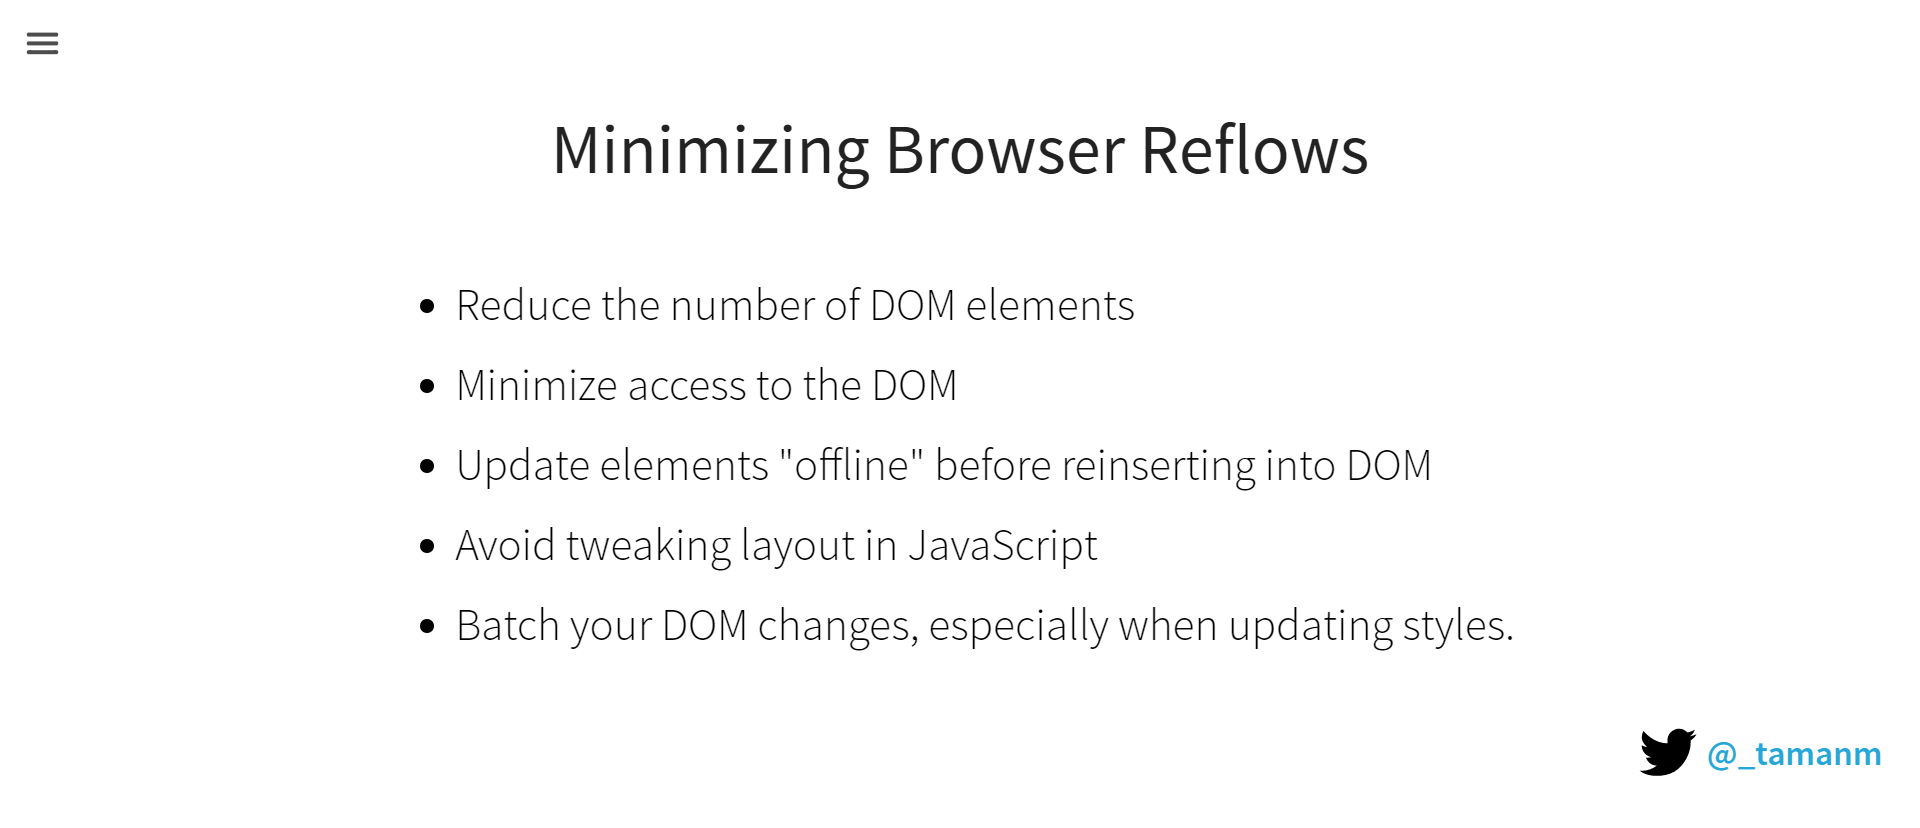 Minimizing Browser Reflows
Reduce the number of DOM elements
Minimize access to the DOM
Update elements "offline" before reinserting into DOM
Avoid tweaking layout in JavaScript
Batch your DOM changes, especially when updating styles.
@_tamanm